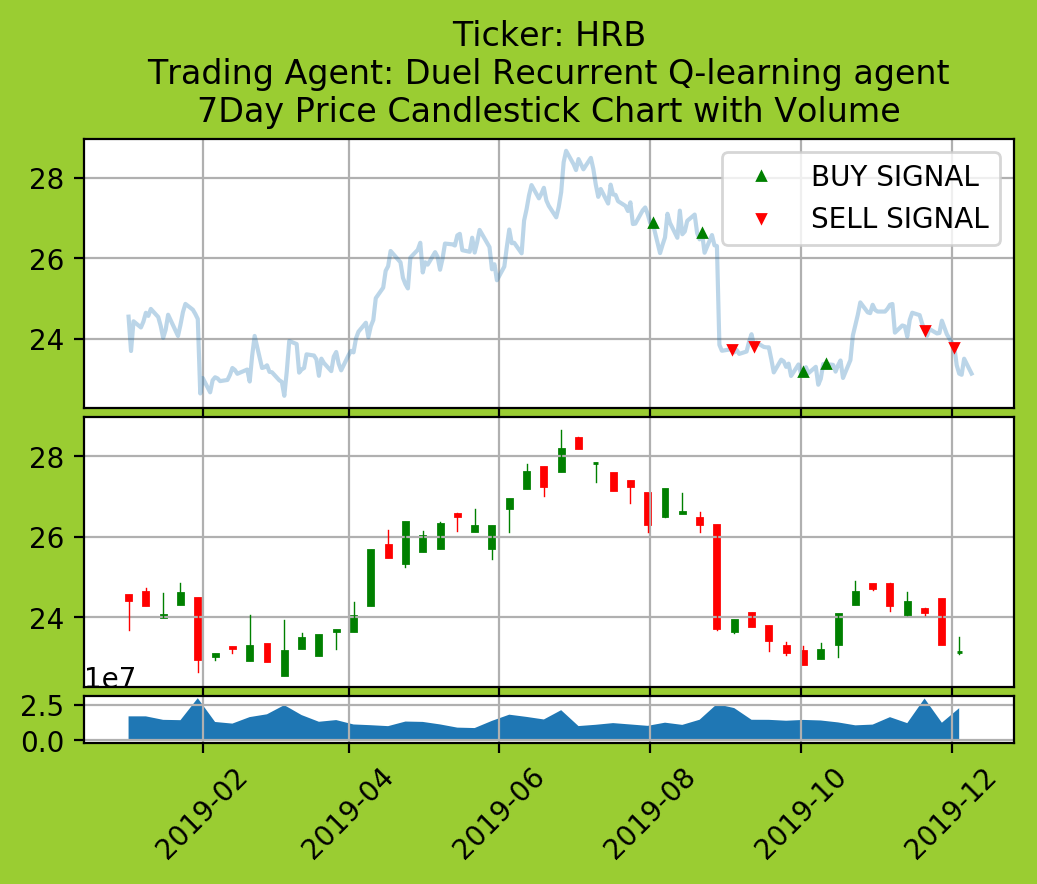 Ticker: HRB
Trading Agent: Duel Recurrent Q-learning agent
7Day Price Candlestick Chart with Volume
28
26
24
BUY SIGNAL
SELL SIGNAL
28
26
24
1e7
2.5
0.0
2019-02
2019-04
2019-06
2019-08
2019-10
2019-12